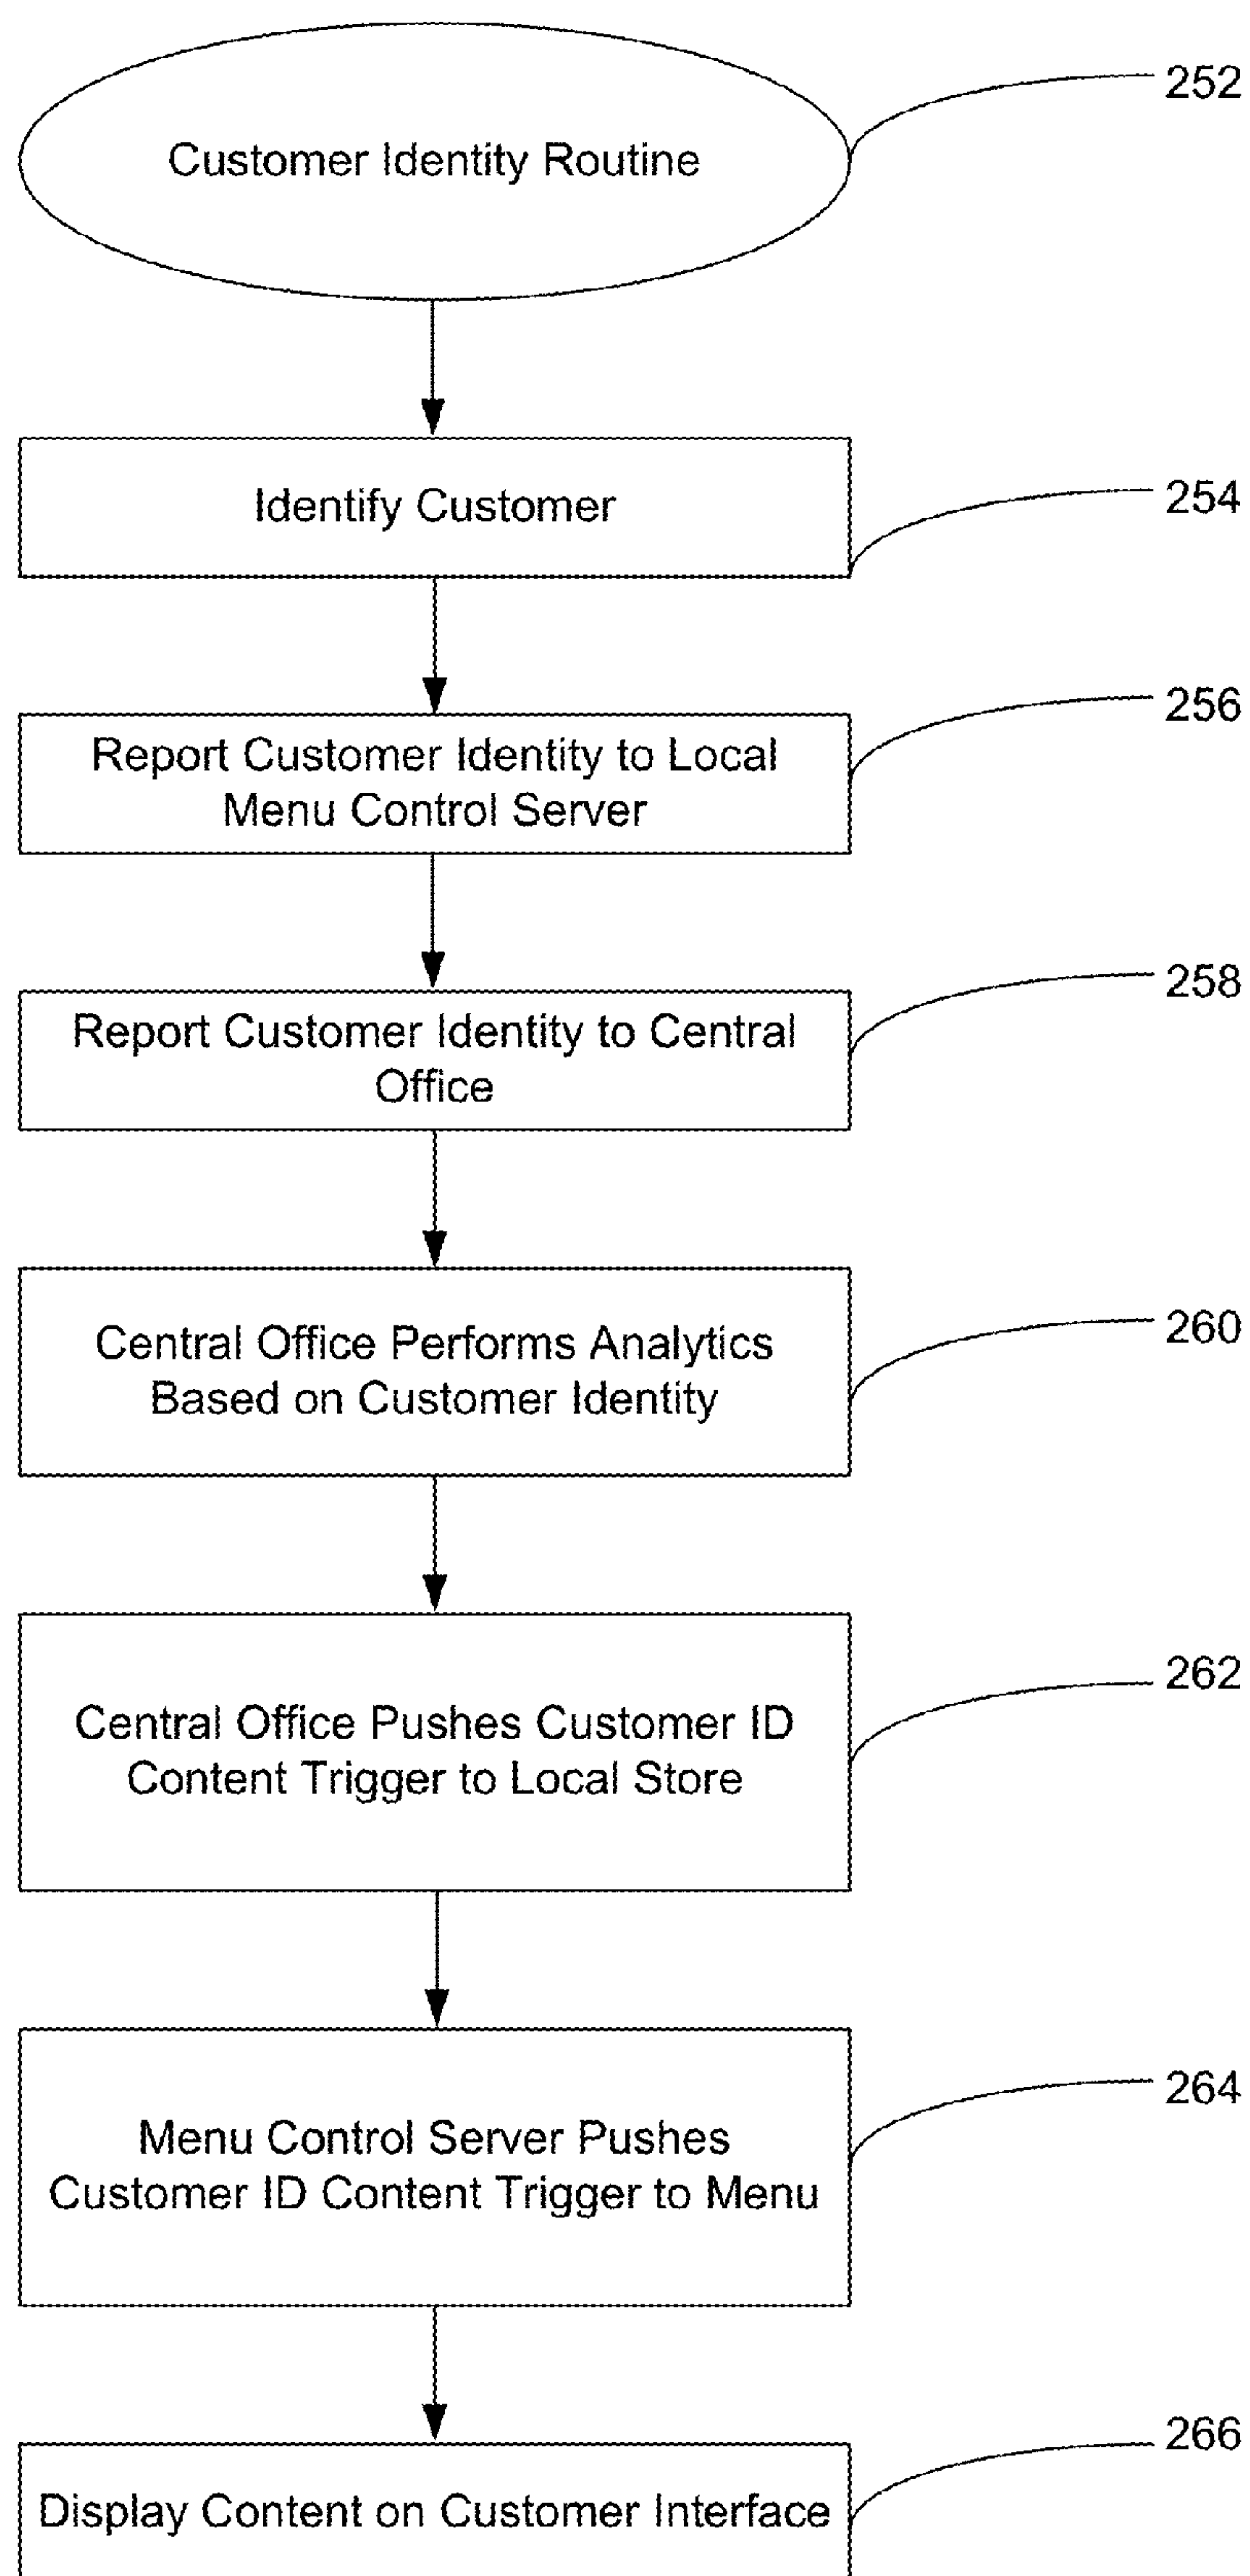 Customer Identity Routine
252
Identify Customer
254
Report Customer Identity to Local
Menu Control Server
256
Report Customer Identity to Central
Office
258
Central Office Performs Analytics
Based on Customer Identity
260
Central Office Pushes Customer ID
Content Trigger to Local Store
262
Menu Control Server Pushes
Customer ID Content Trigger to Menu
264
Display Content on Customer Interface
266